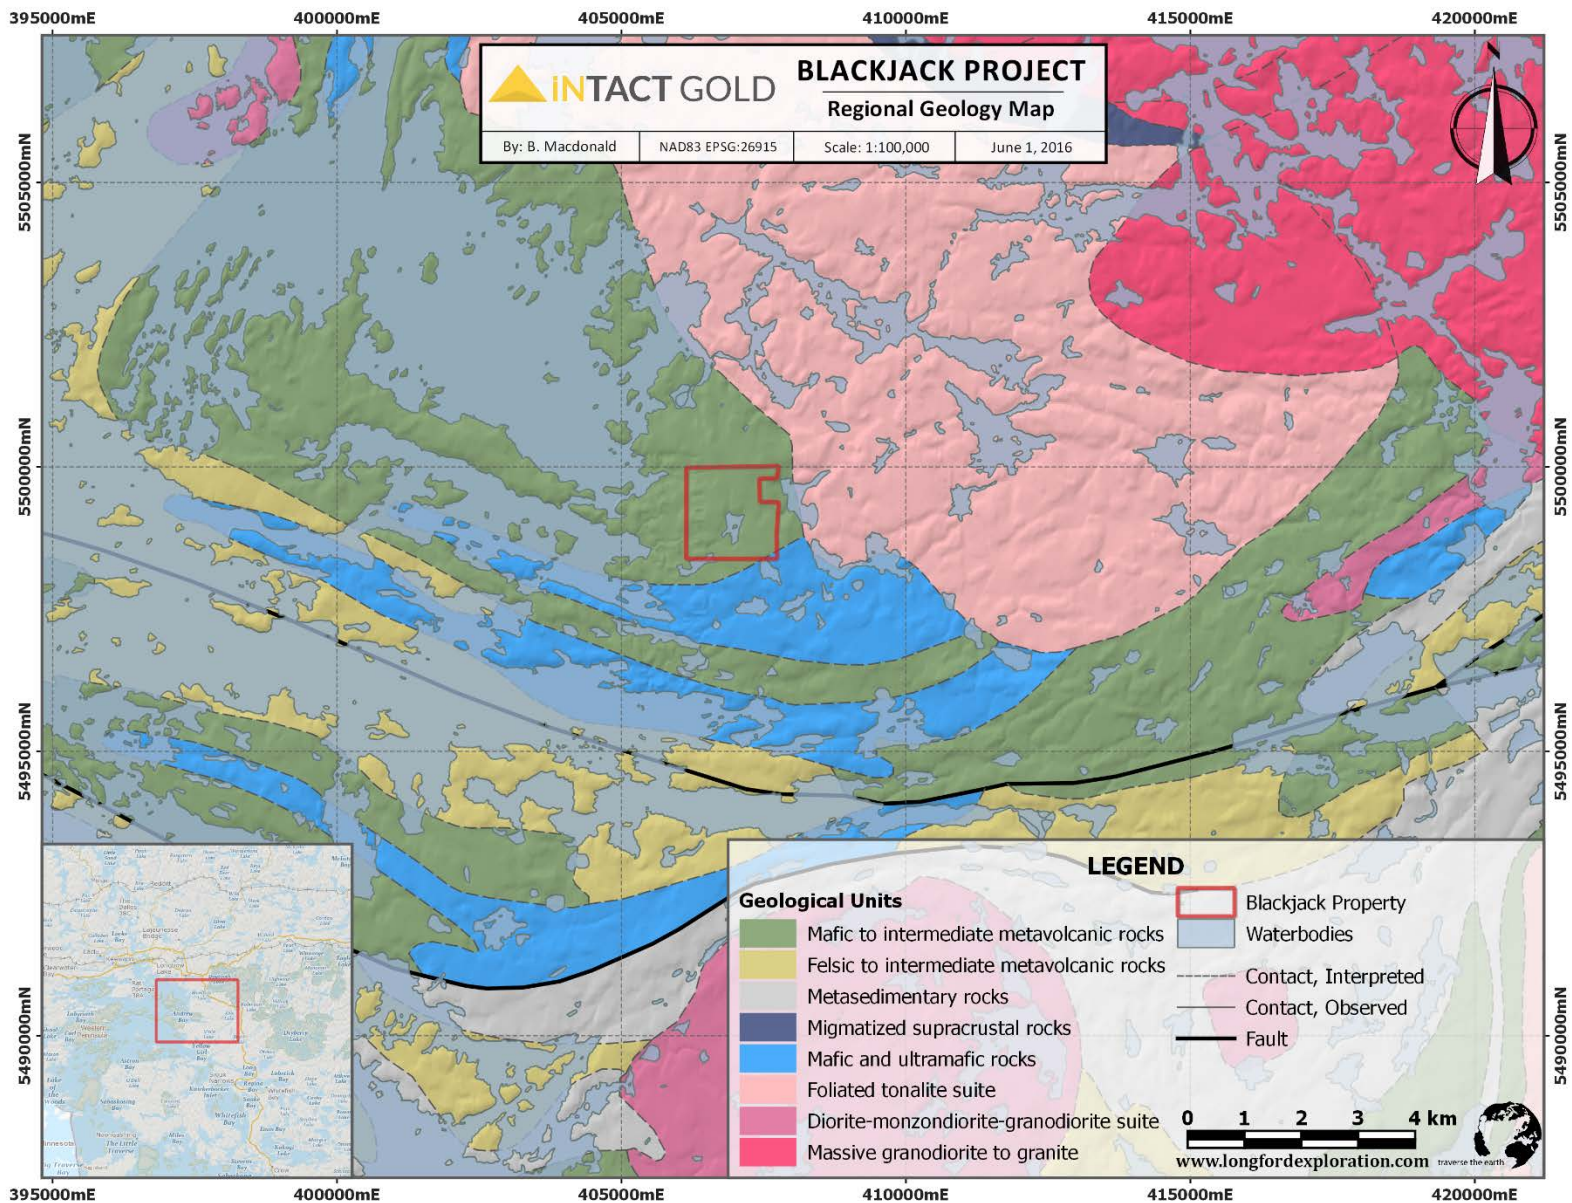 395000mE 400000mE 405000mE 410000mE 415000mE 420000mE
iNTACT GOLD
BLACKJACK PROJECT
Regional Geology Map
By: B. Macdonald NAD83 EPSG:26915 Scale: 1:100,000 June 1, 2016
5505000mN 5505000mN
5500000mN 5500000mN
5495000mN 5495000mN
5490000mN 5490000mN
LEGEND
Geological Units
Mafic to intermediate metavolcanic rocks
Felsic to intermediate metavolcanic rocks
Metasedimentary rocks
Migmatized supracrustal rocks
Mafic and ultramafic rocks
Foliated tonalite suite
Diorite-monzondiorite-granodiorite suite
Massive granodiorite to granite
Blackjack Property
Waterbodies
Contact, Interpreted
Contact, Observed
Fault
0 1 2 3 4 km
www.longfordexploration.com
traverse the earth
395000mE 400000mE 405000mE 410000mE 415000mE 420000mE